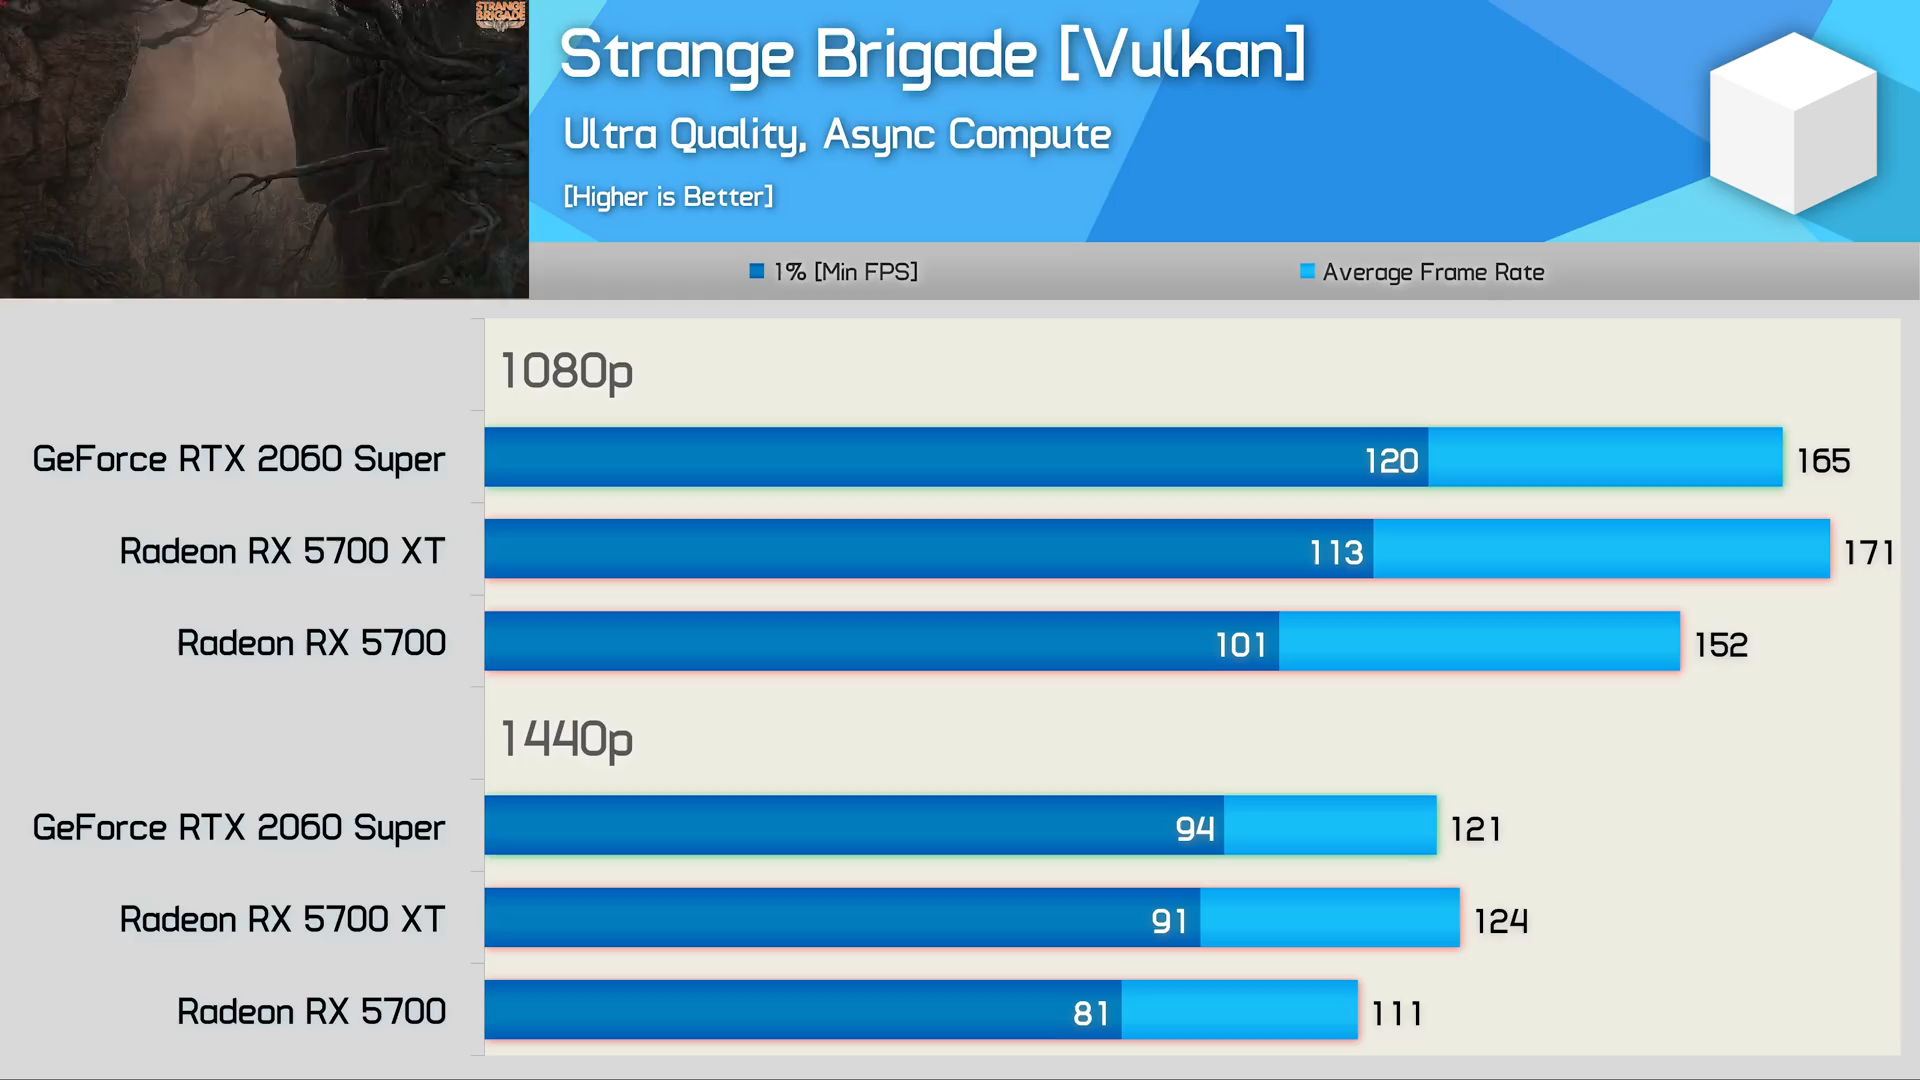 STRANGE
BRIGADE
Strange Brigade [Vulkan]
Ultra Quality, Async Compute
[Higher is Better]
1% [Min FPS]
Average Frame Rate
1080p
GeForce RTX 2060 Super
120
165
Radeon RX 5700 XT
113
171
Radeon RX 5700
101
152
1440p
GeForce RTX 2060 Super
94
121
Radeon RX 5700 XT
91
124
Radeon RX 5700
81
111